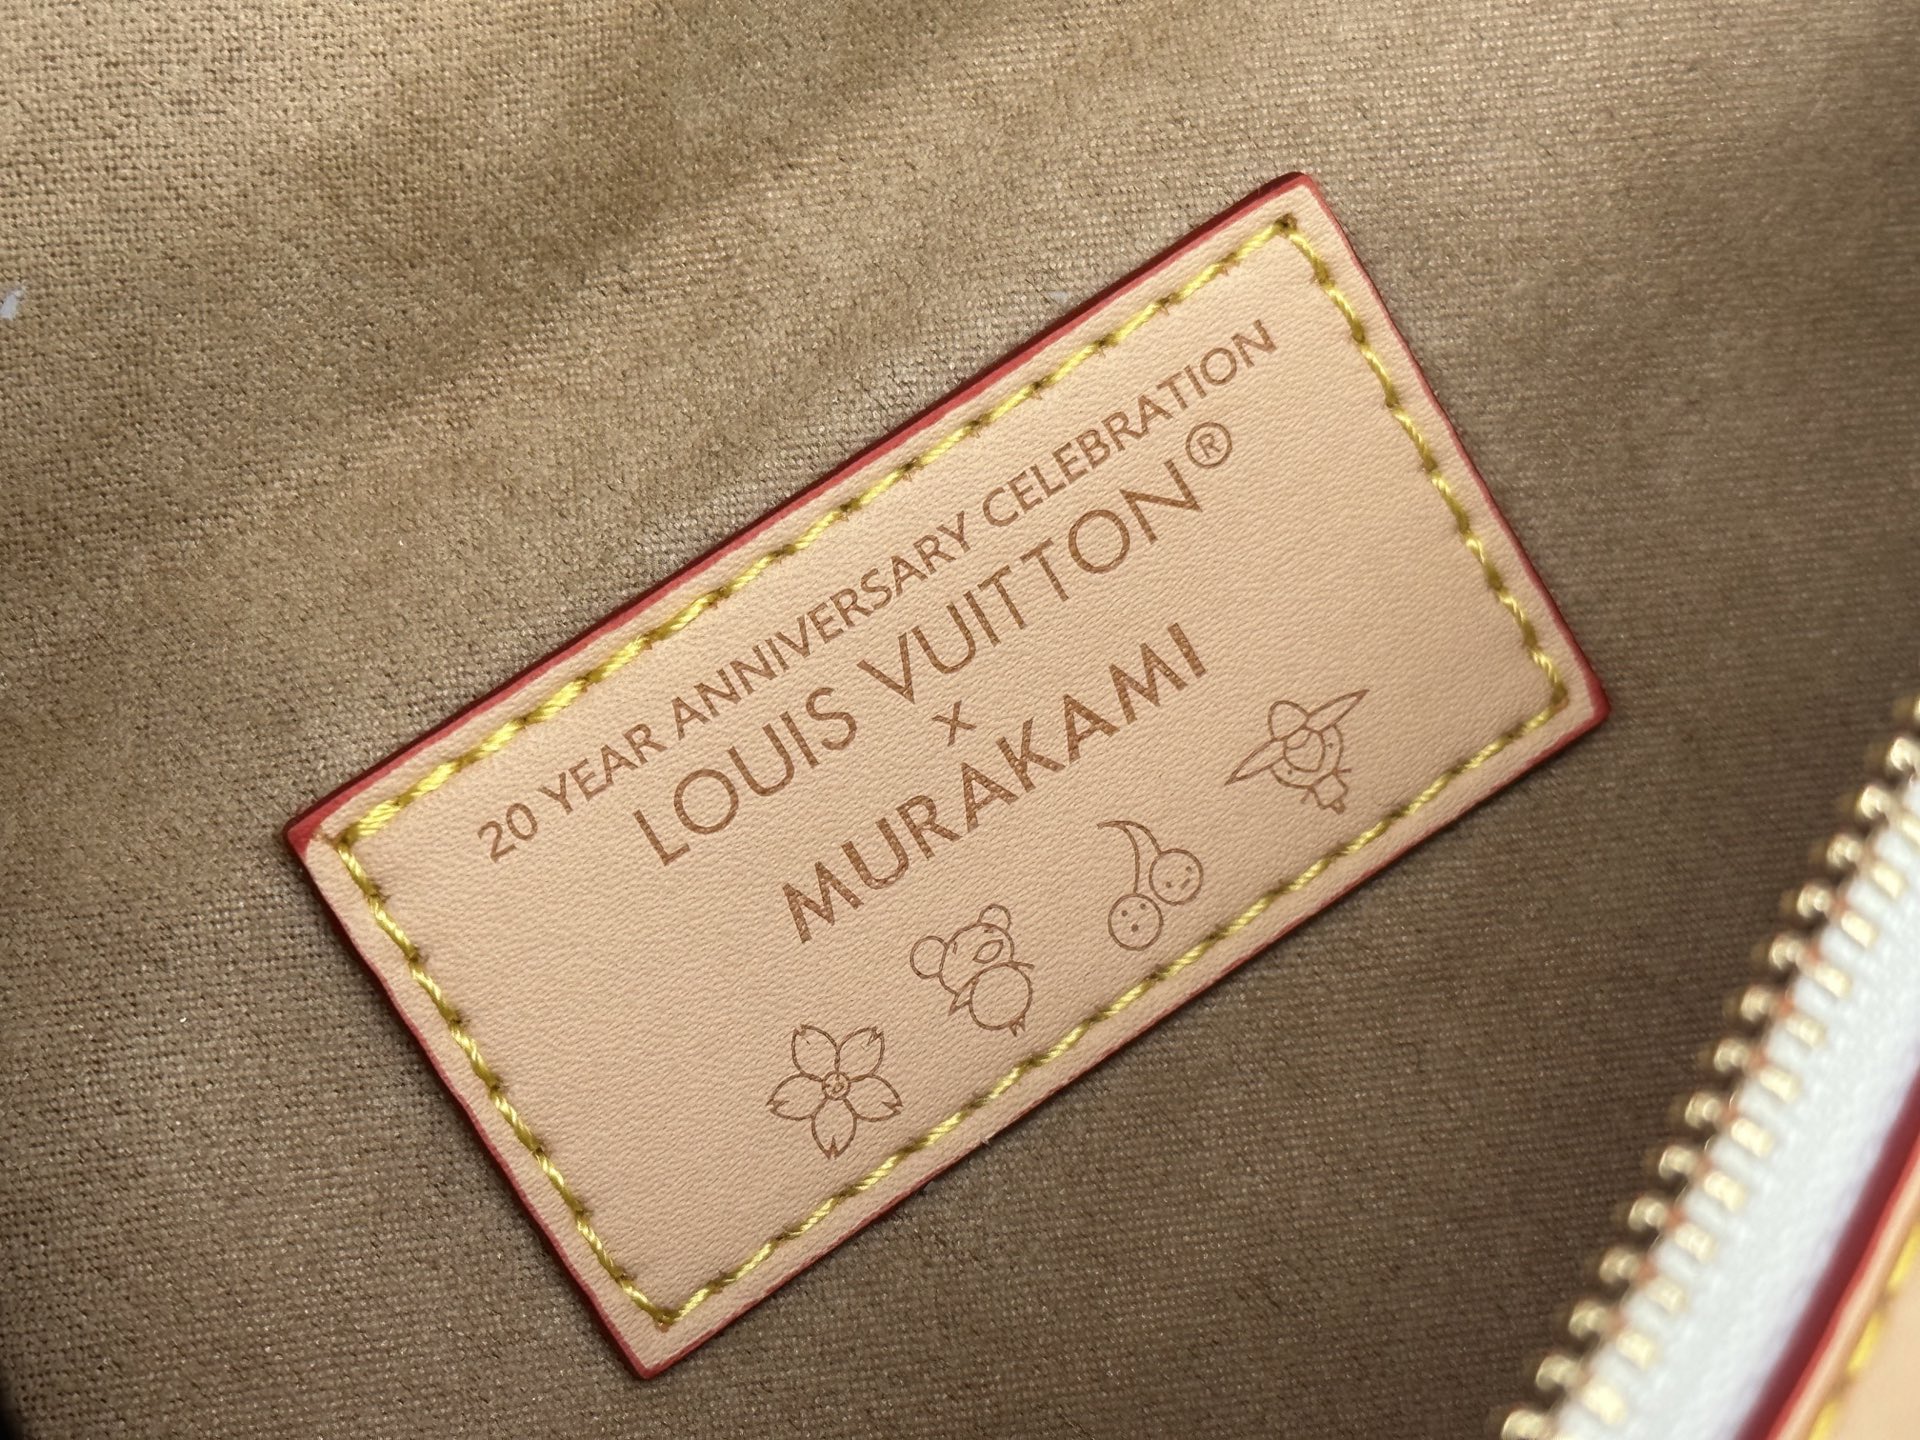 20 YEAR ANNIVERSARY CELEBRATION
LOUIS VUITTON®
x
MURAKAMI